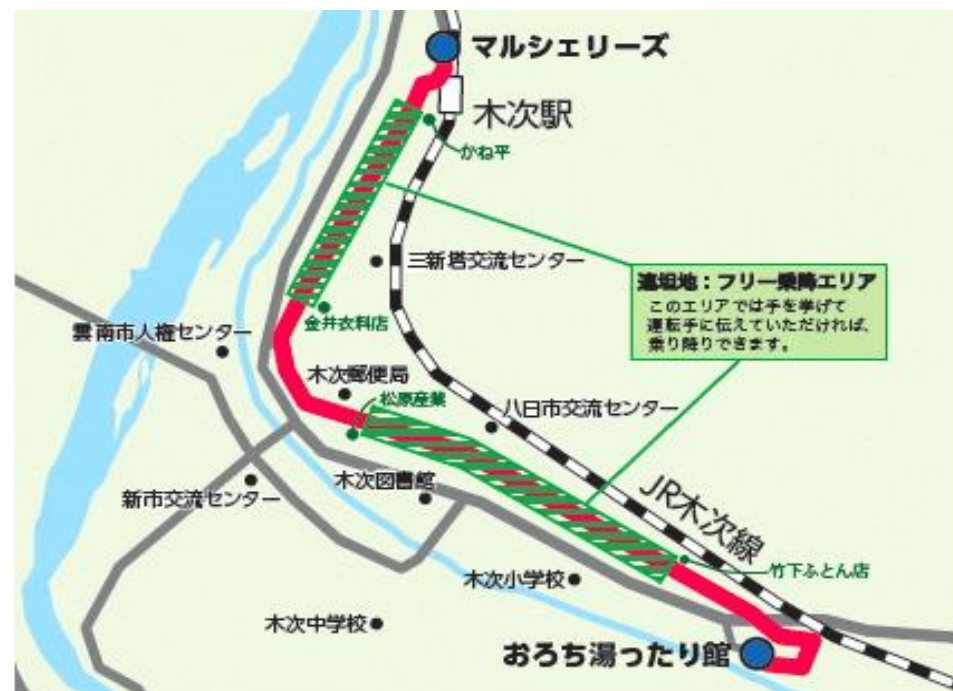 マルシェリーズ
木次駅
かね平
三新塔交流センター
連坦地：フリー乗降エリア
このエリアでは手を挙げて
運転手に伝えていただければ、
乗り降りできます。
金井衣料店
雲南市人権センター
木次郵便局
松原産業
八日市交流センター
木次図書館
新市交流センター
JR木次線
竹下ふとん店
木次小学校
木次中学校
おろち湯ったり館